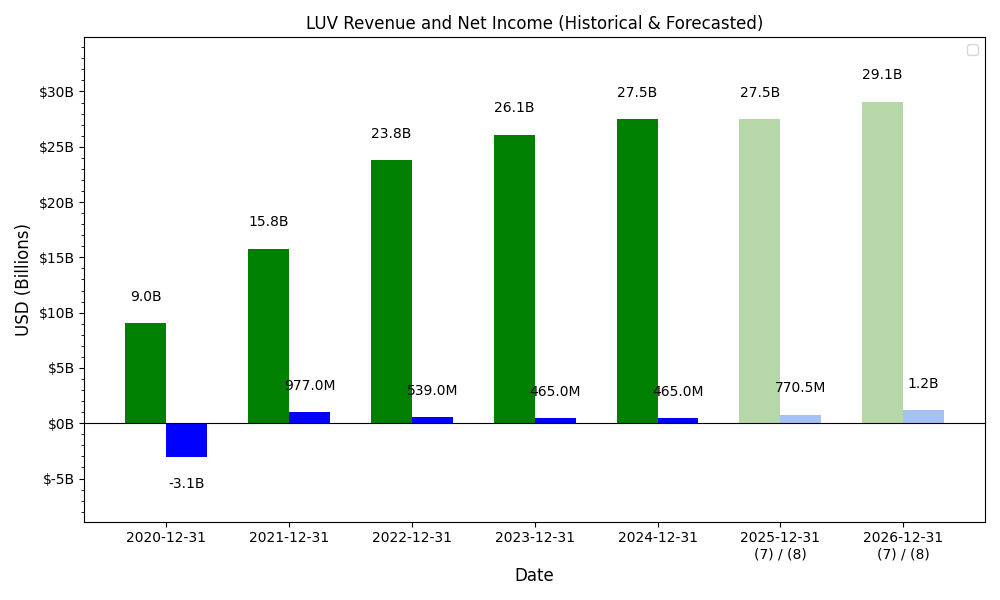 LUV Revenue and Net Income (Historical & Forecasted)
USD (Billions)
$30B
$25B
$20B
$15B
$10B
$5B
$0B
$-5B
9.0B
-3.1B
15.8B
977.0M
23.8B
539.0M
26.1B
465.0M
27.5B
465.0M
27.5B
770.5M
29.1B
1.2B
2020-12-31
2021-12-31
2022-12-31
2023-12-31
2024-12-31
2025-12-31
(7) / (8)
2026-12-31
(7) / (8)
Date